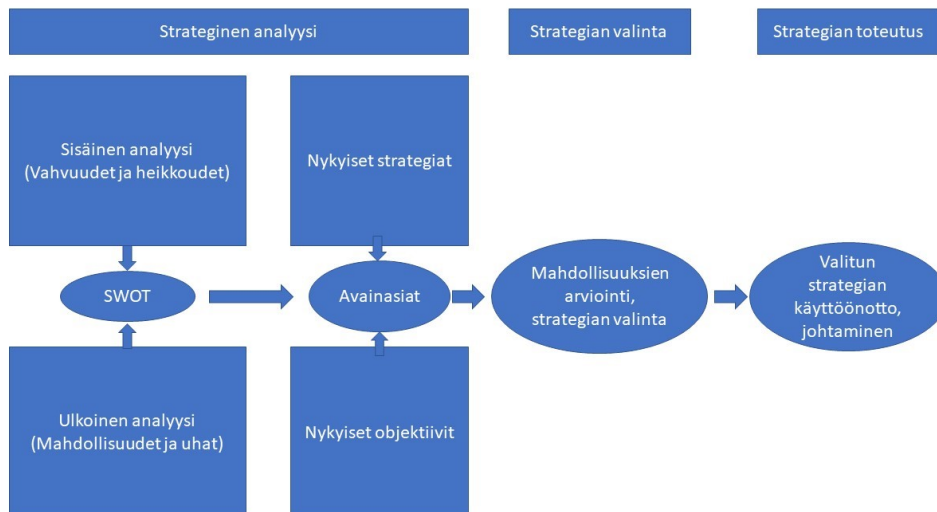 Strateginen analyysi
Strategian valinta
Strategian toteutus
Sisäinen analyysi
(Vahvuudet ja heikkoudet)
Nykyiset strategiat
SWOT
Avainasiat
Mahdollisuuksien
arviointi,
strategian valinta
Valitun
strategian
käyttöönotto,
johtaminen
Ulkoinen analyysi
(Mahdollisuudet ja uhat)
Nykyiset objektiivit